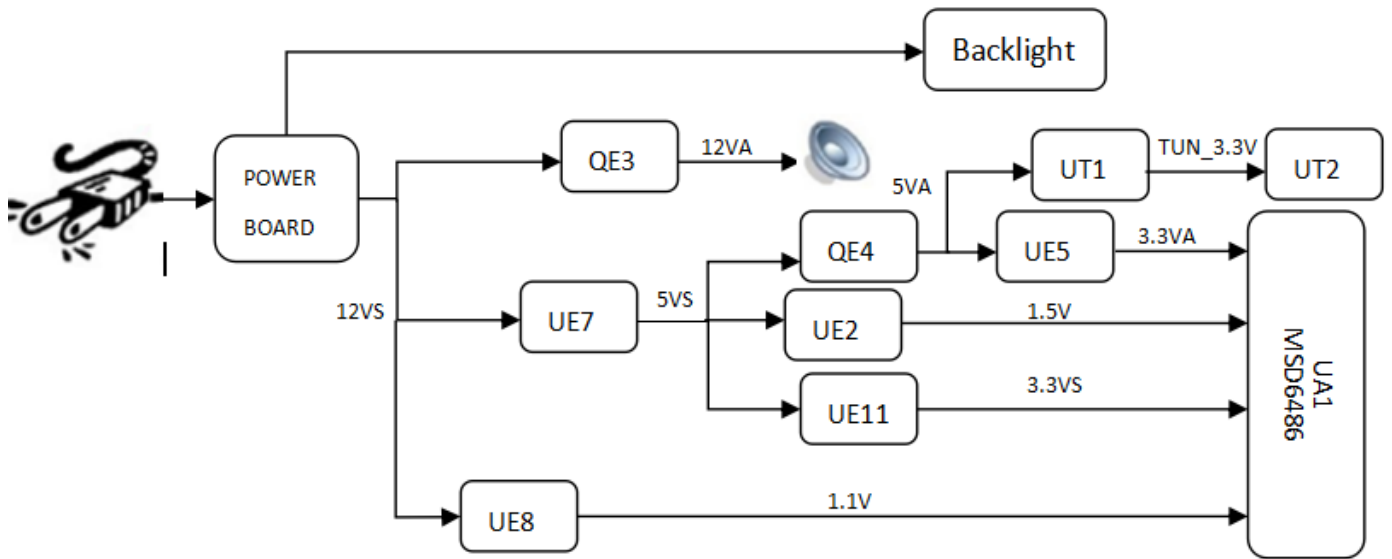 Backlight
POWER
BOARD
QE3
12VA
UT1
TUN_3.3V
UT2
5VA
QE4
UE5
3.3VA
12VS
UE7
5VS
UE2
1.5V
UE11
3.3VS
UE8
1.1V
UA1
MSD6486